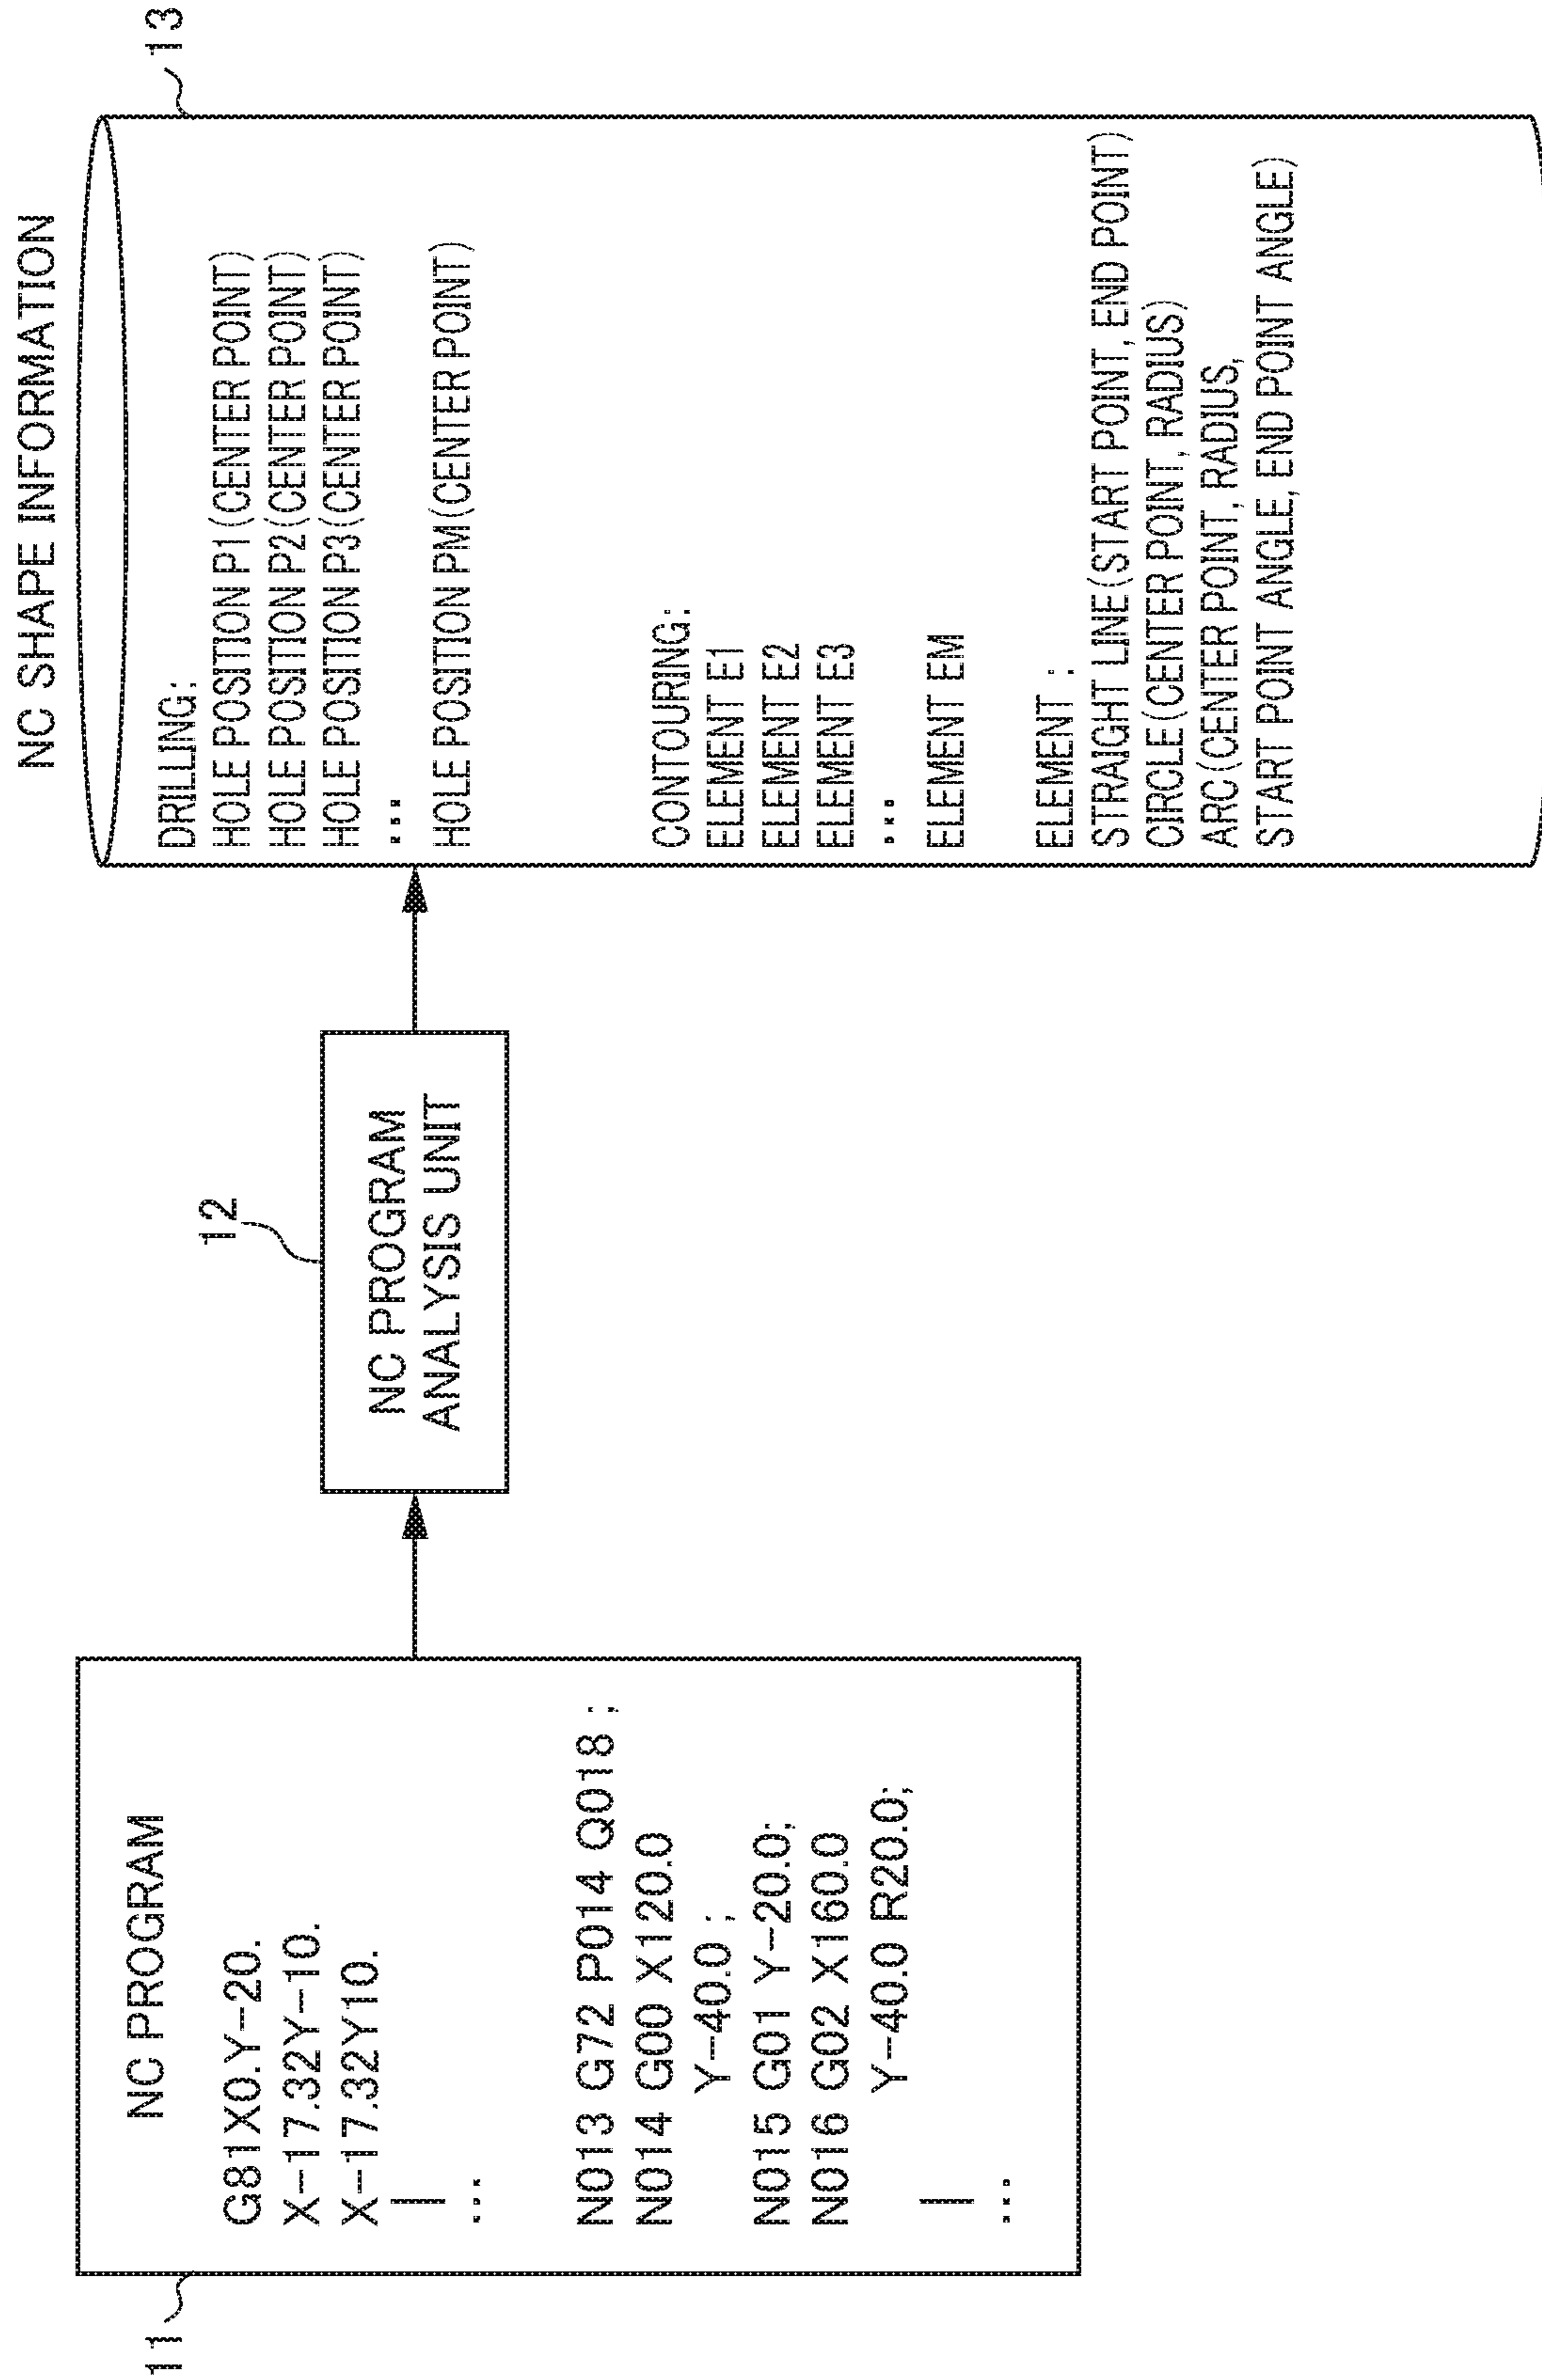 11
NC PROGRAM
G81X0.Y-20.
X-17.32Y-10.
X-17.32Y10.
|
...
N013 G72 P014 Q018 ;
N014 G00 X120.0
Y-40.0 ;
N015 G01 Y-20.0;
N016 G02 X160.0
Y-40.0 R20.0;
|
...
12
NC PROGRAM
ANALYSIS UNIT
NC SHAPE INFORMATION
13
DRILLING:
HOLE POSITION P1(CENTER POINT)
HOLE POSITION P2(CENTER POINT)
HOLE POSITION P3(CENTER POINT)
...
HOLE POSITION PM(CENTER POINT)
CONTOURING:
ELEMENT E1
ELEMENT E2
ELEMENT E3
...
ELEMENT EM
ELEMENT :
STRAIGHT LINE(START POINT, END POINT)
CIRCLE(CENTER POINT, RADIUS)
ARC(CENTER POINT, RADIUS,
START POINT ANGLE, END POINT ANGLE)